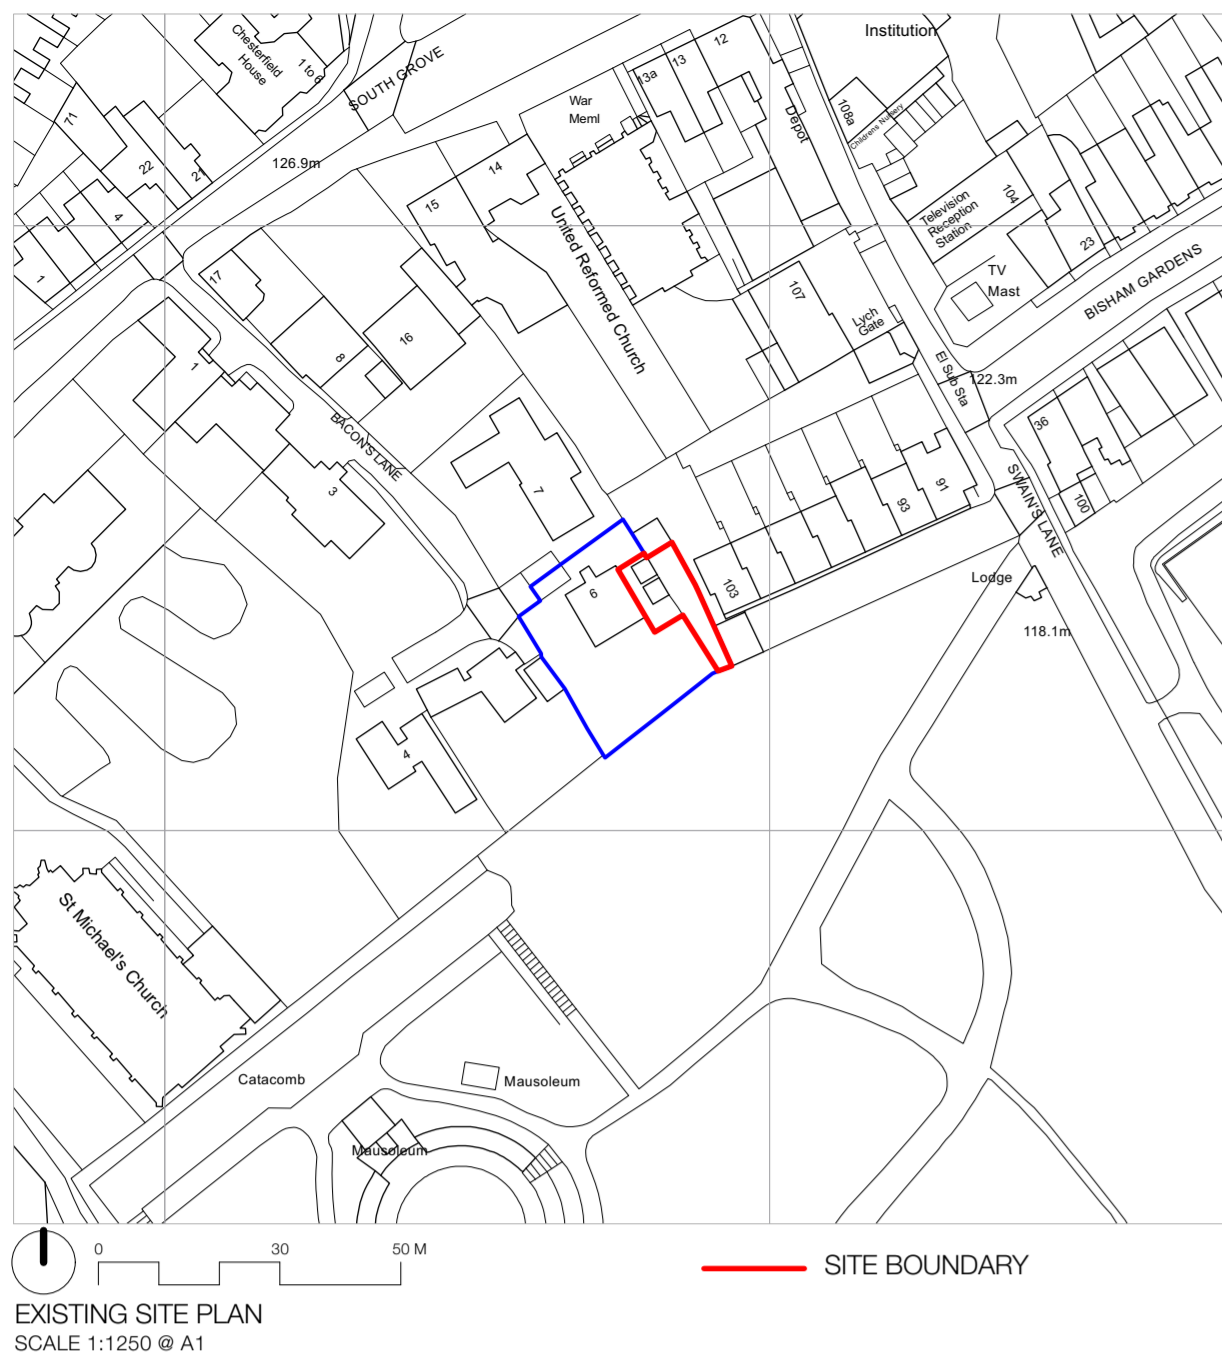 Institution
12
13
13a
Chesterfield
House
1 to 6
SOUTH GROVE
War
Meml
Depot
108a
Childrens Nursery
71
22
21
126.9m
14
15
104
4
United Reformed Church
Television
Reception
Station
23
1
17
TV
Mast
BISHAM GARDENS
107
Lych
Gate
8
16
1
El Sub Sta
122.3m
36
BACON'S LANE
3
7
91
93
100
SWAIN'S LANE
103
6
Lodge
118.1m
4
St Michael's Church
Catacomb
Mausoleum
Mausoleum
0 30 50 M
SITE BOUNDARY
EXISTING SITE PLAN
SCALE 1:1250 @ A1